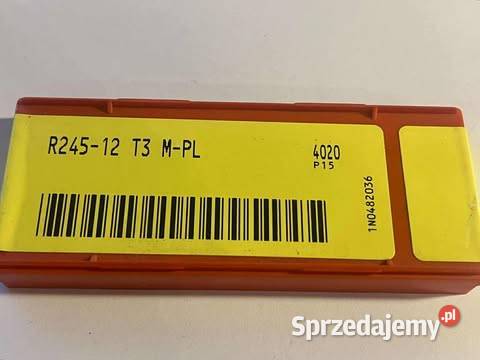 R245-12 T3 M-PL
4020
P15
1N0482036
Sprzedajemy.pl